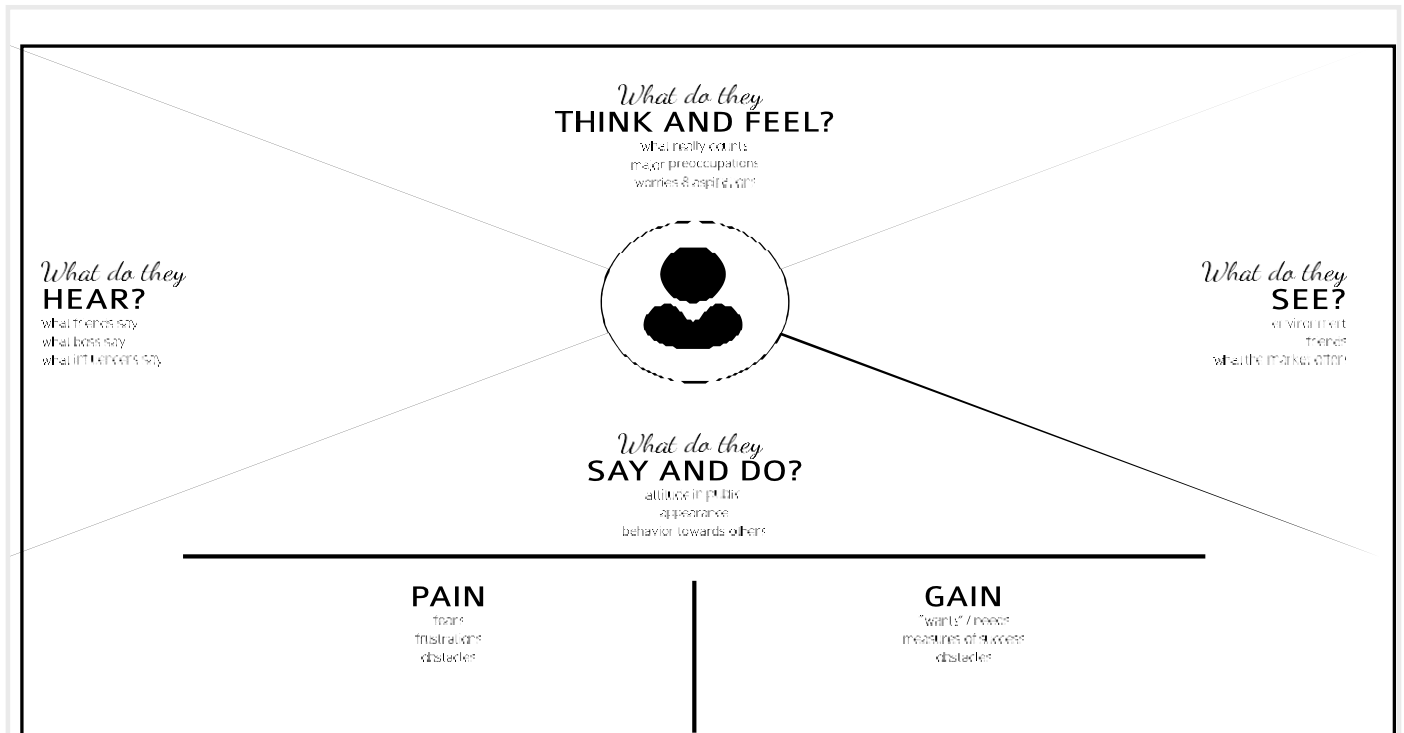 What do they
THINK AND FEEL?
what really counts
major preoccupations
worries & aspirations
What do they
HEAR?
what friends say
what boss say
what influencers say
What do they
SEE?
environment
friends
what the market offers
What do they
SAY AND DO?
attitude in public
appearance
behavior towards others
PAIN
fears
frustrations
obstacles
GAIN
"wants" / needs
measures of success
obstacles